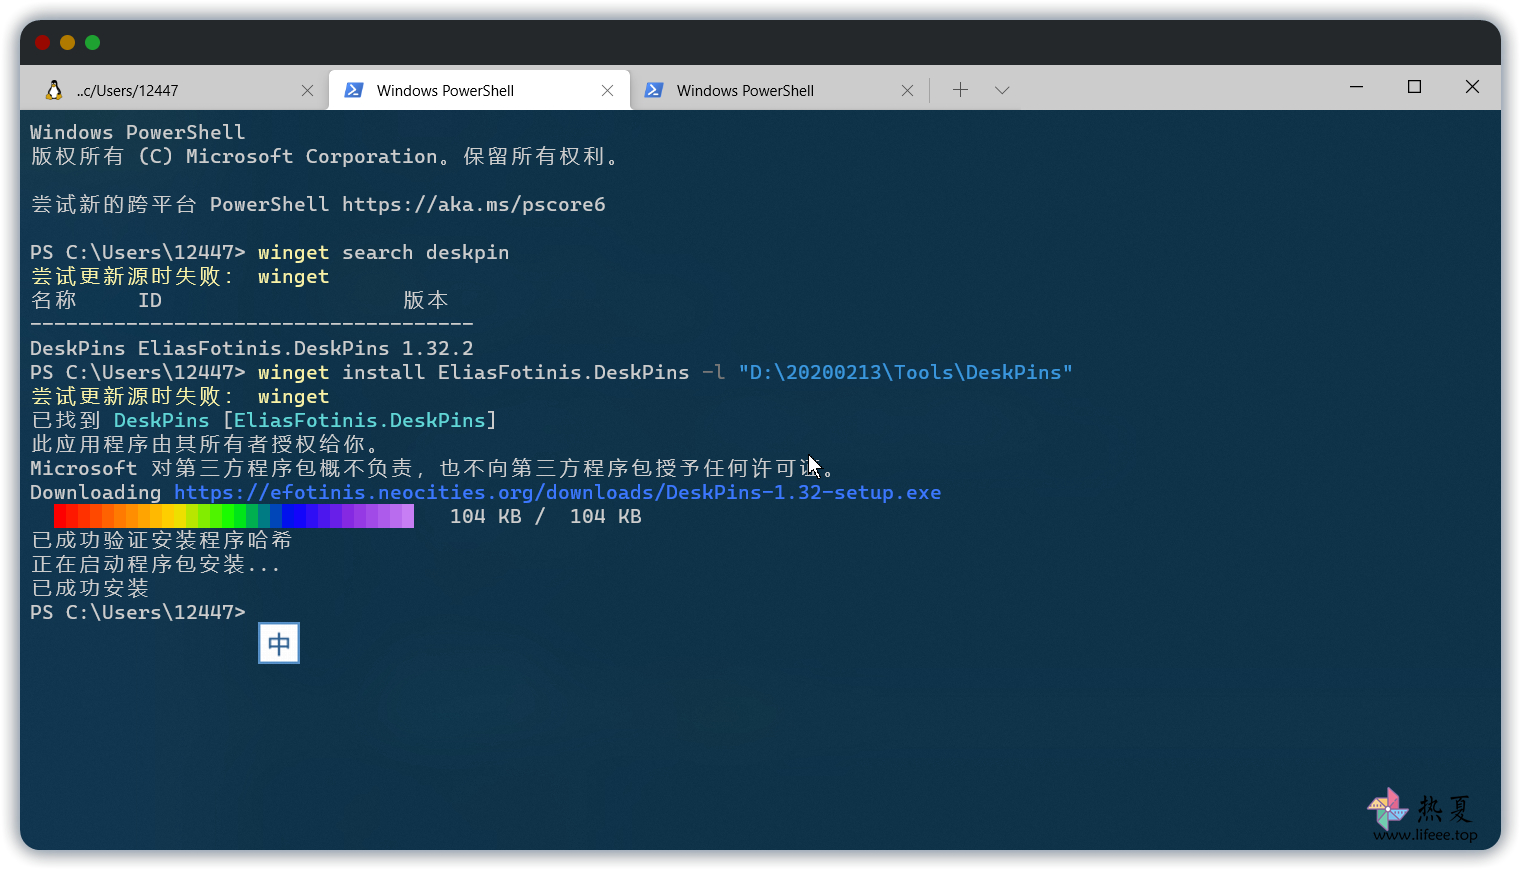 ..c/Users/12447
Windows PowerShell
Windows PowerShell
Windows PowerShell
版权所有 (C) Microsoft Corporation。保留所有权利。
尝试新的跨平台 PowerShell https://aka.ms/pscore6
PS C:\Users\12447> winget search deskpin
尝试更新源时失败： winget
名称 ID 版本
-------------------------------------
DeskPins EliasFotinis.DeskPins 1.32.2
PS C:\Users\12447> winget install EliasFotinis.DeskPins -l "D:\20200213\Tools\DeskPins"
尝试更新源时失败： winget
已找到 DeskPins [EliasFotinis.DeskPins]
此应用程序由其所有者授权给你。
Microsoft 对第三方程序包概不负责，也不向第三方程序包授予任何许可证。
Downloading https://efotinis.neocities.org/downloads/DeskPins-1.32-setup.exe
104 KB / 104 KB
已成功验证安装程序哈希
正在启动程序包安装...
已成功安装
PS C:\Users\12447>
中
热夏
www.lifeee.top